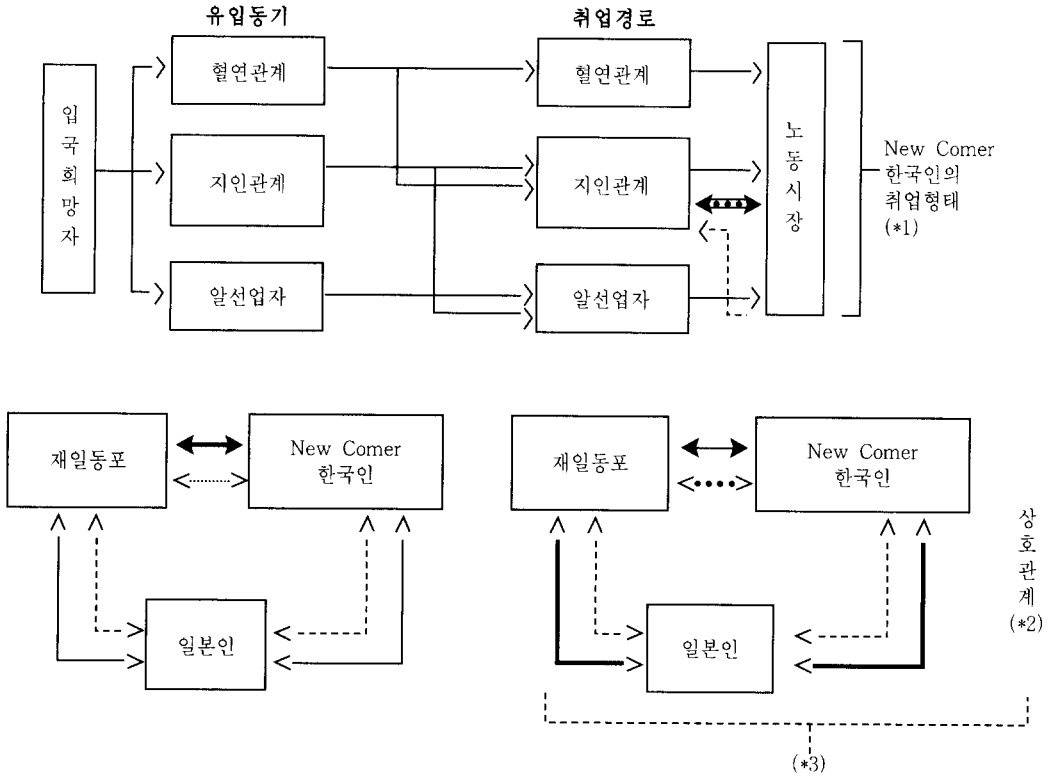 유입동기
취업경로
입국희망자
혈연관계
지인관계
알선업자
혈연관계
지인관계
알선업자
노동시장
New Comer
한국인의
취업형태
(*1)
재일동포
New Comer
한국인
일본인
재일동포
New Comer
한국인
일본인
상호관계
(*2)
(*3)